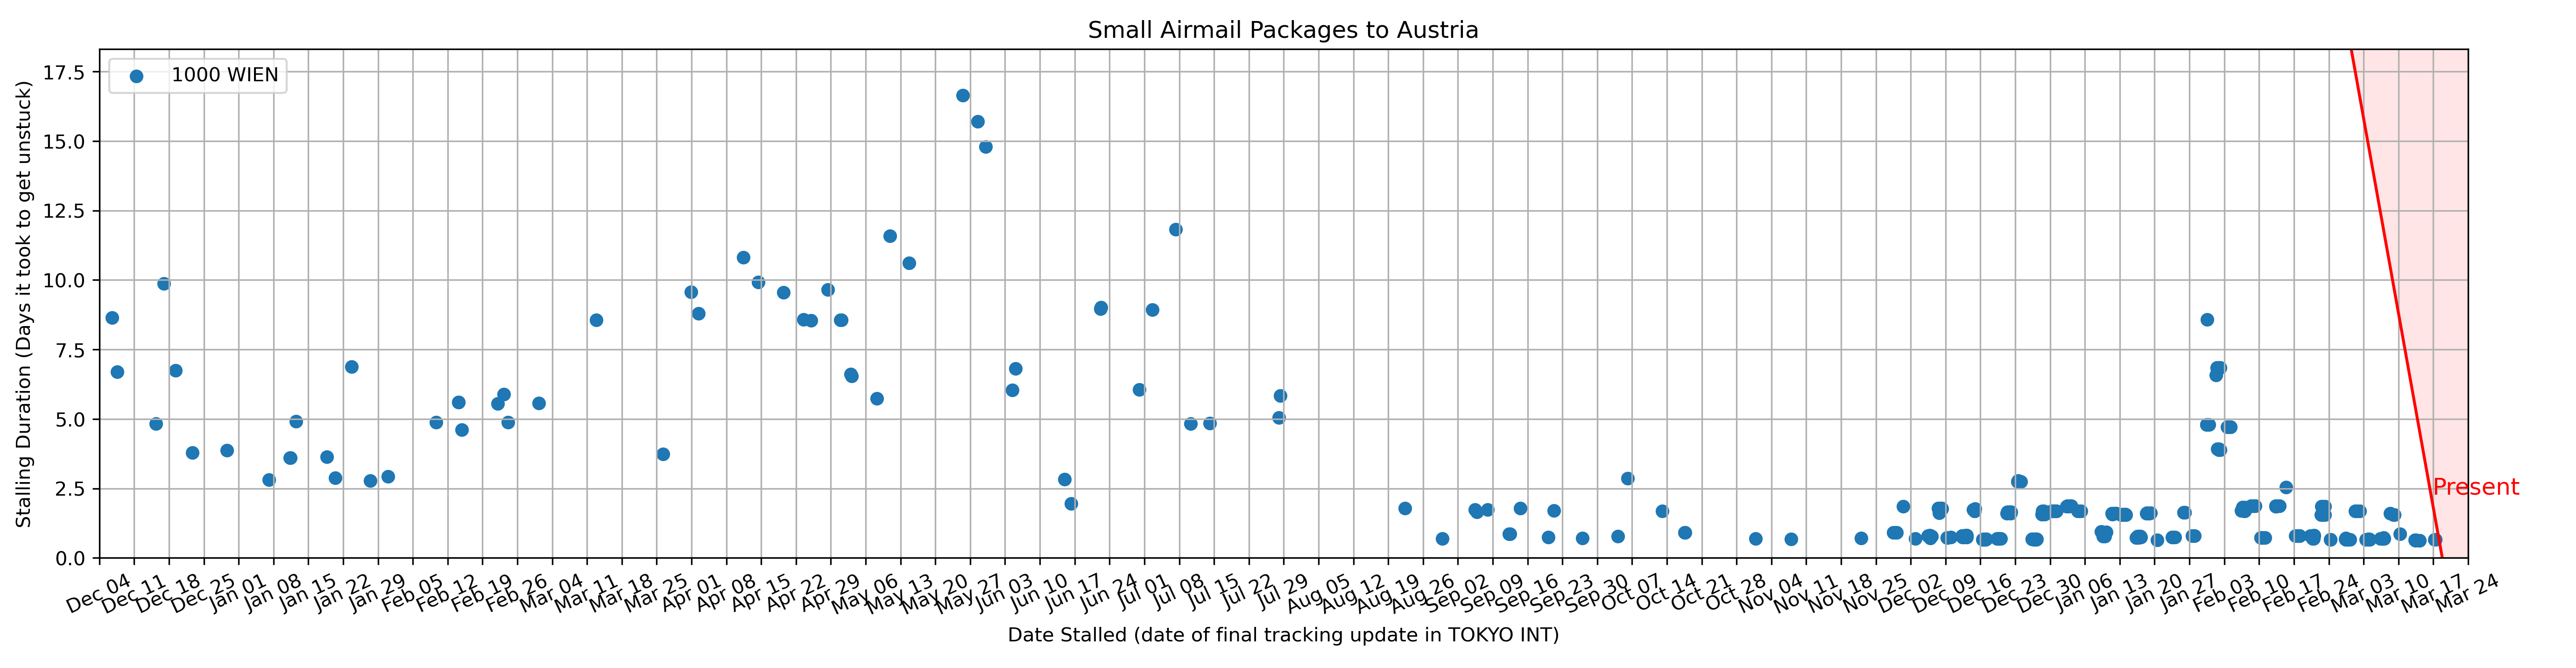 Small Airmail Packages to Austria
1000 WIEN
Stalling Duration (Days it took to get unstuck)
17.5
15.0
12.5
10.0
7.5
5.0
2.5
0.0
Present
Dec 04
Dec 11
Dec 18
Dec 25
Jan 01
Jan 08
Jan 15
Jan 22
Jan 29
Feb 05
Feb 12
Feb 19
Feb 26
Mar 04
Mar 11
Mar 18
Mar 25
Apr 01
Apr 08
Apr 15
Apr 22
Apr 29
May 06
May 13
May 20
May 27
Jun 03
Jun 10
Jun 17
Jun 24
Jul 01
Jul 08
Jul 15
Jul 22
Jul 29
Aug 05
Aug 12
Aug 19
Aug 26
Sep 02
Sep 09
Sep 16
Sep 23
Sep 30
Oct 07
Oct 14
Oct 21
Oct 28
Nov 04
Nov 11
Nov 18
Nov 25
Dec 02
Dec 09
Dec 16
Dec 23
Dec 30
Jan 06
Jan 13
Jan 20
Jan 27
Feb 03
Feb 10
Feb 17
Feb 24
Mar 03
Mar 10
Mar 17
Mar 24
Date Stalled (date of final tracking update in TOKYO INT)